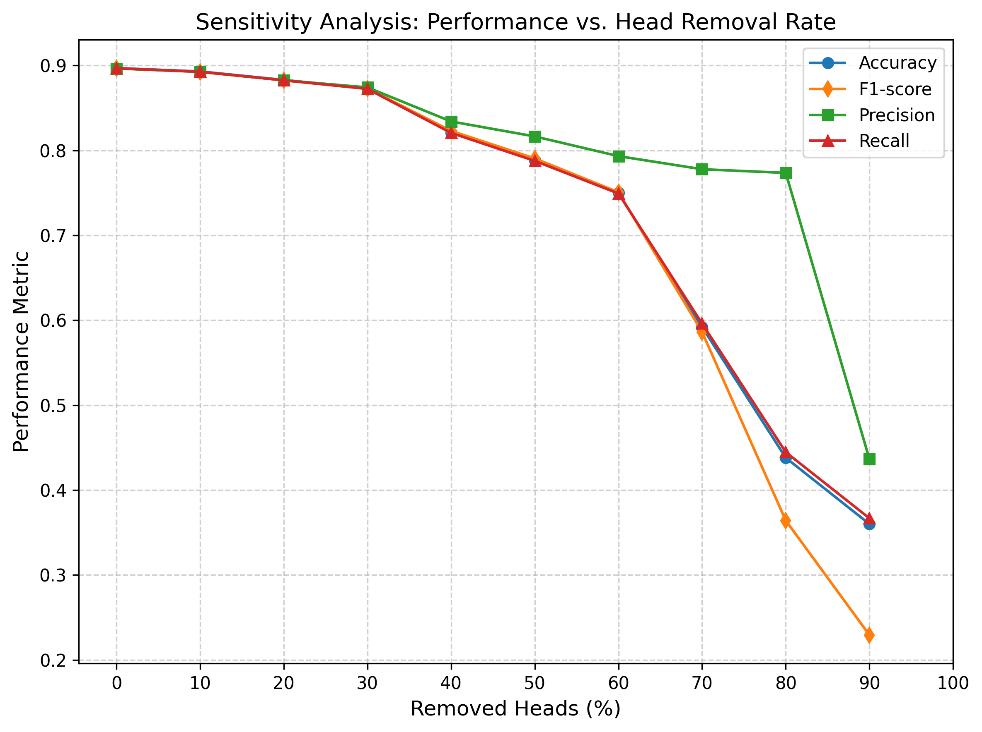 Sensitivity Analysis: Performance vs. Head Removal Rate
Accuracy
F1-score
Precision
Recall
Performance Metric
0.9
0.8
0.7
0.6
0.5
0.4
0.3
0.2
0 10 20 30 40 50 60 70 80 90 100
Removed Heads (%)